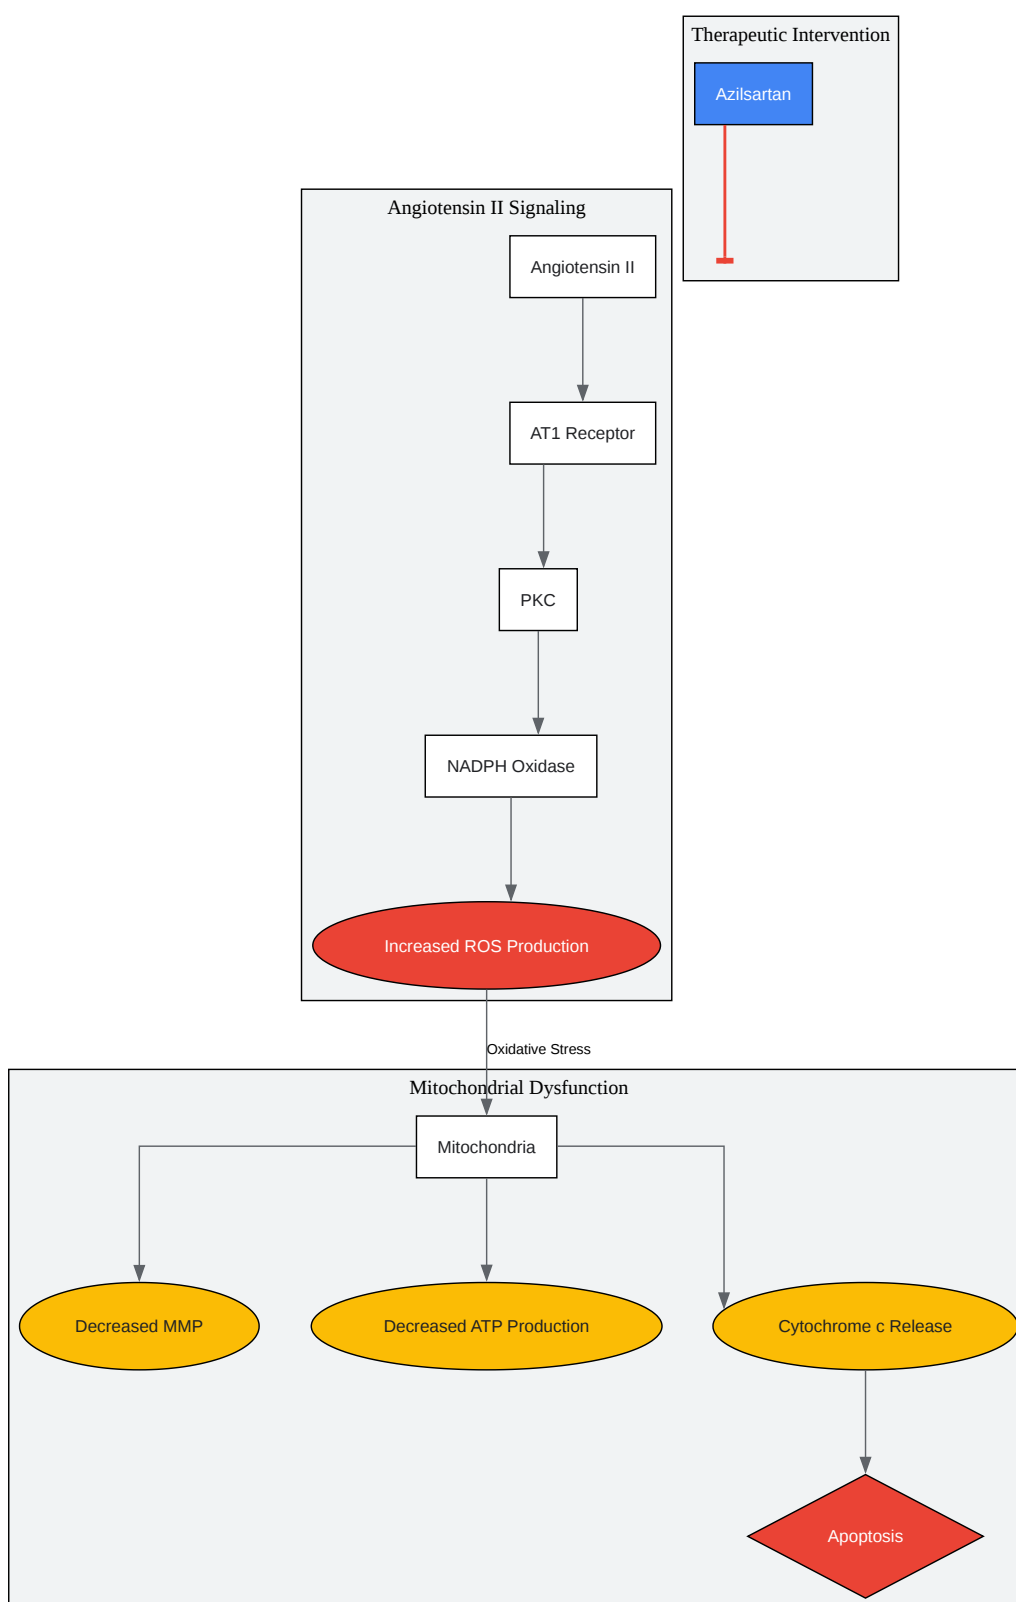 Therapeutic Intervention
Azilsartan
Angiotensin II Signaling
Angiotensin II
AT1 Receptor
PKC
NADPH Oxidase
Increased ROS Production
Oxidative Stress
Mitochondrial Dysfunction
Mitochondria
Decreased MMP
Decreased ATP Production
Cytochrome c Release
Apoptosis